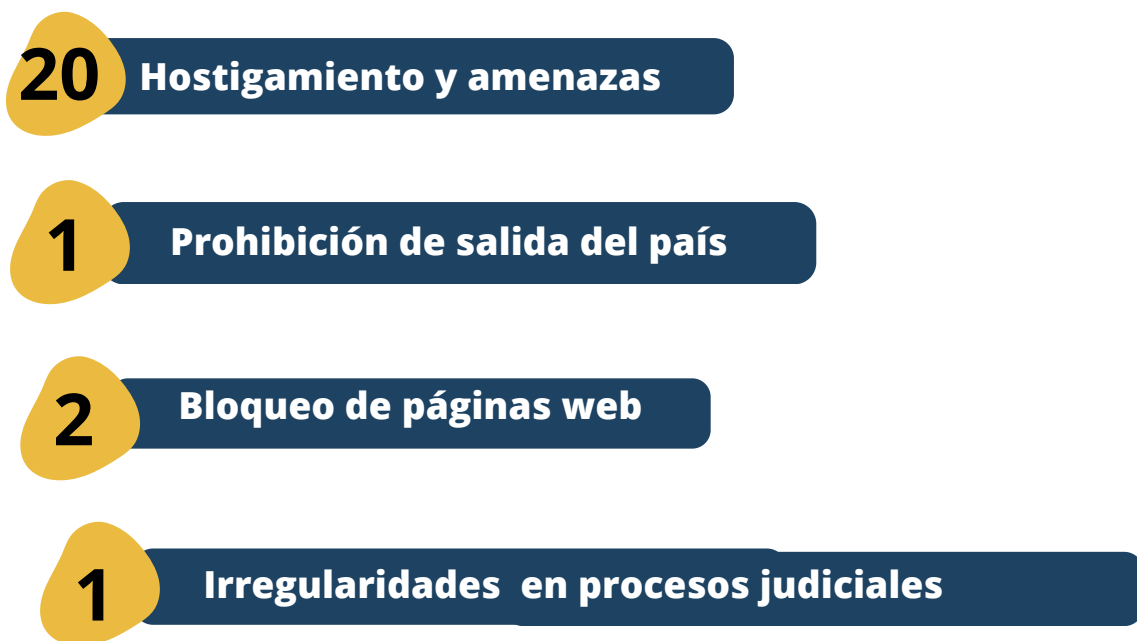 20 Hostigamiento y amenazas
1 Prohibición de salida del país
2 Bloqueo de páginas web
1 Irregularidades en procesos judiciales